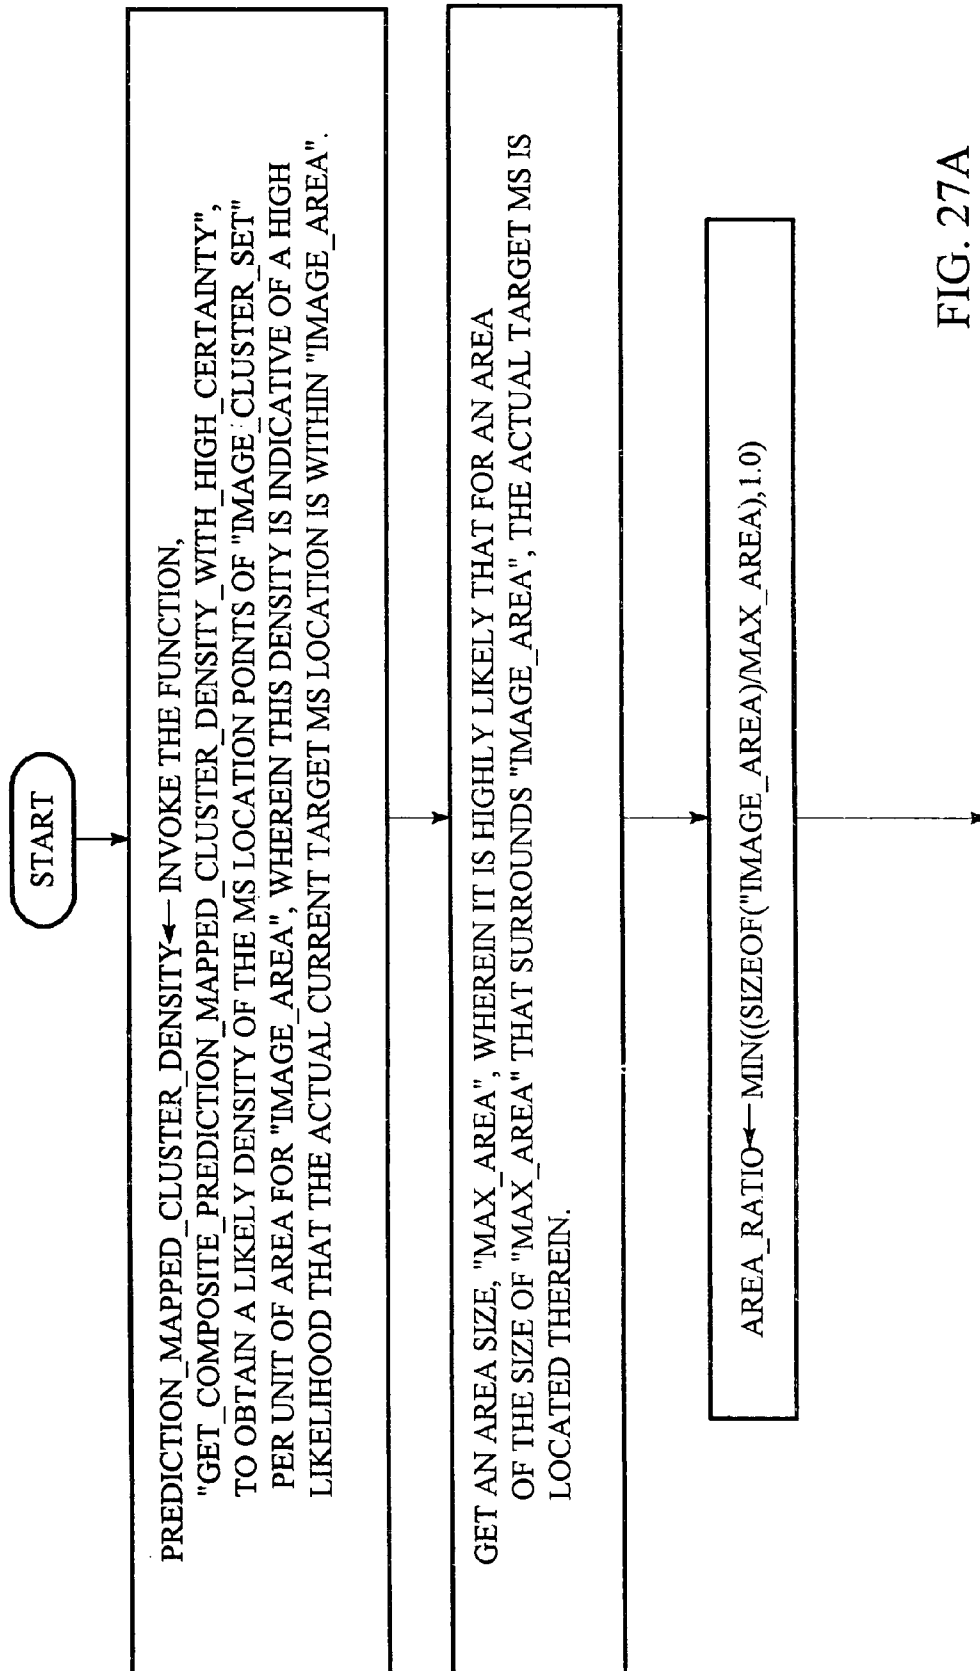 START
PREDICTION_MAPPED_CLUSTER_DENSITY ← INVOKE THE FUNCTION,
"GET_COMPOSITE_PREDICTION_MAPPED_CLUSTER_DENSITY_WITH_HIGH_CERTAINTY",
TO OBTAIN A LIKELY DENSITY OF THE MS LOCATION POINTS OF "IMAGE_CLUSTER_SET"
PER UNIT OF AREA FOR "IMAGE_AREA", WHEREIN THIS DENSITY IS INDICATIVE OF A HIGH
LIKELIHOOD THAT THE ACTUAL CURRENT TARGET MS LOCATION IS WITHIN "IMAGE_AREA".
GET AN AREA SIZE, "MAX_AREA", WHEREIN IT IS HIGHLY LIKELY THAT FOR AN AREA
OF THE SIZE OF "MAX_AREA" THAT SURROUNDS "IMAGE_AREA", THE ACTUAL TARGET MS IS
LOCATED THEREIN.
AREA_RATIO ← MIN((SIZEOF("IMAGE_AREA)/MAX_AREA),1.0)
FIG. 27A